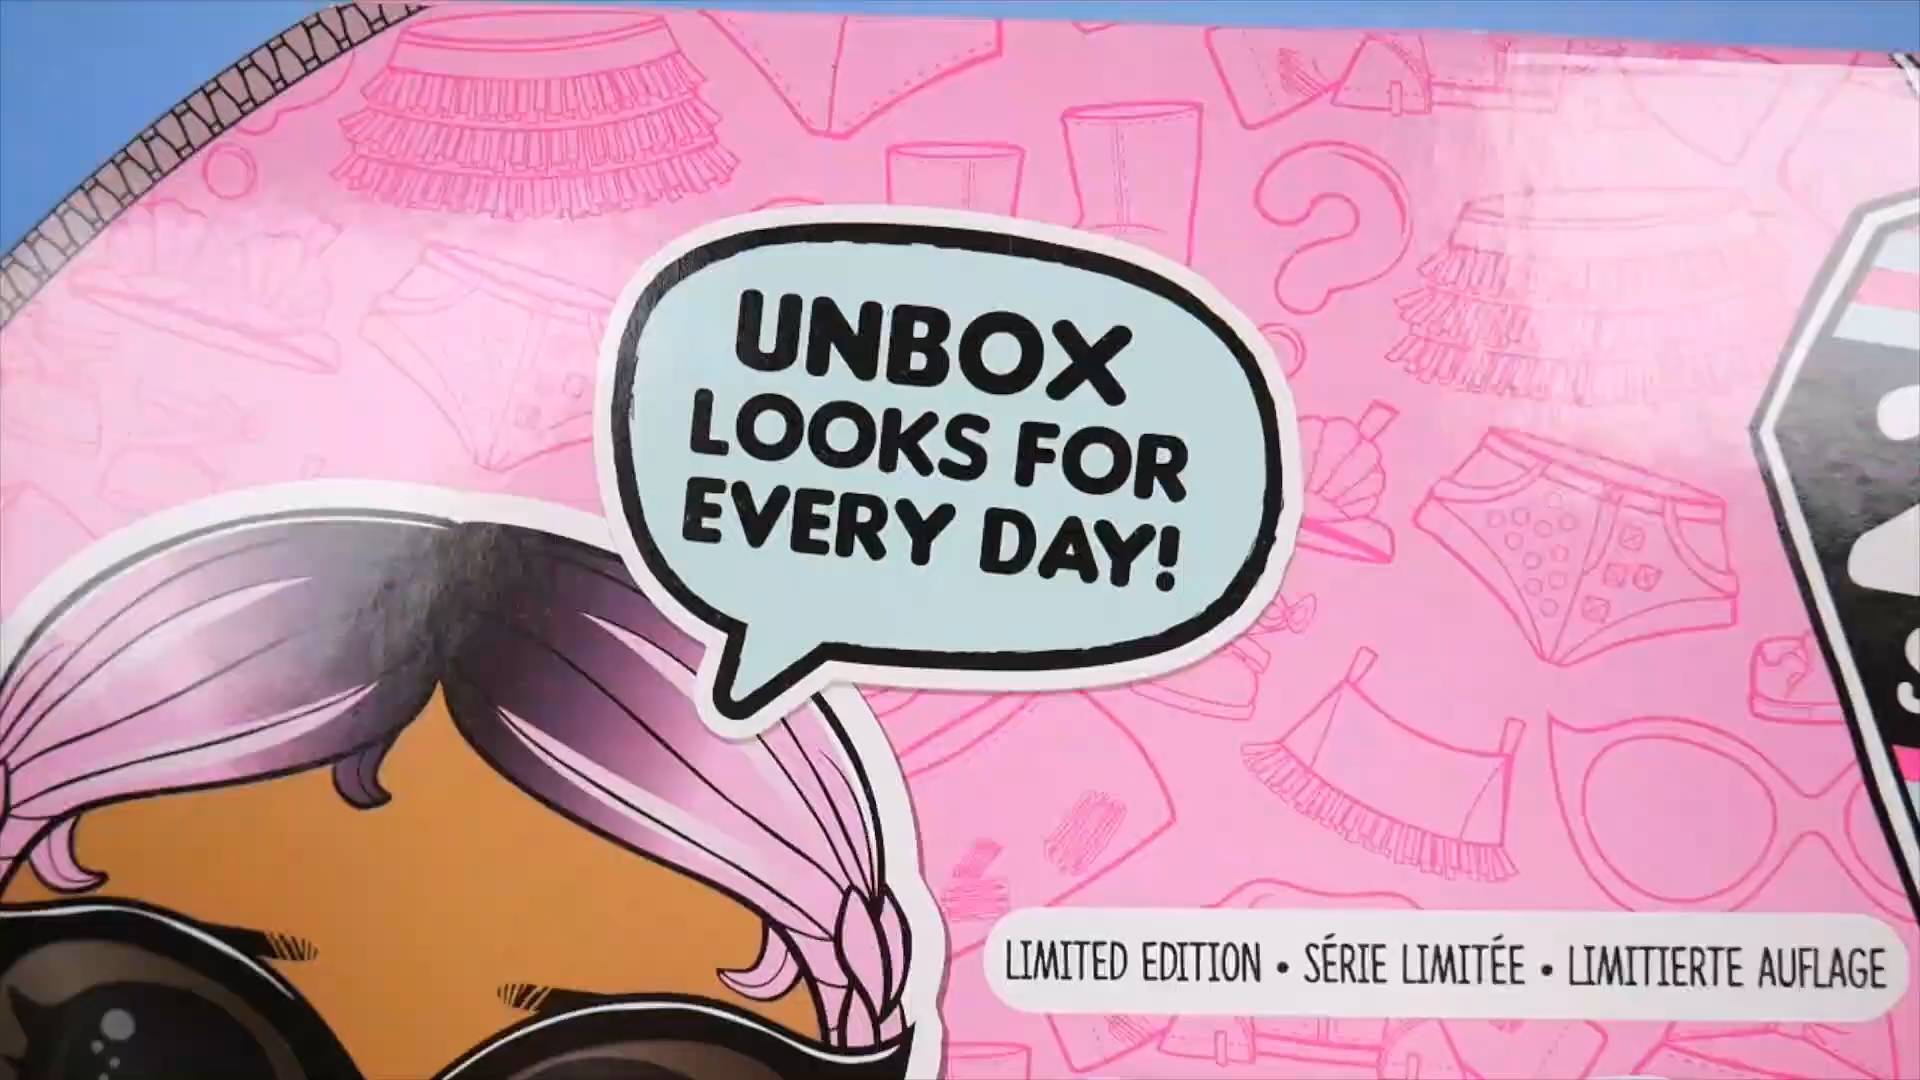 UNBOX
LOOKS FOR
EVERY DAY!
LIMITED EDITION • SÉRIE LIMITÉE • LIMITIERTE AUFLAGE